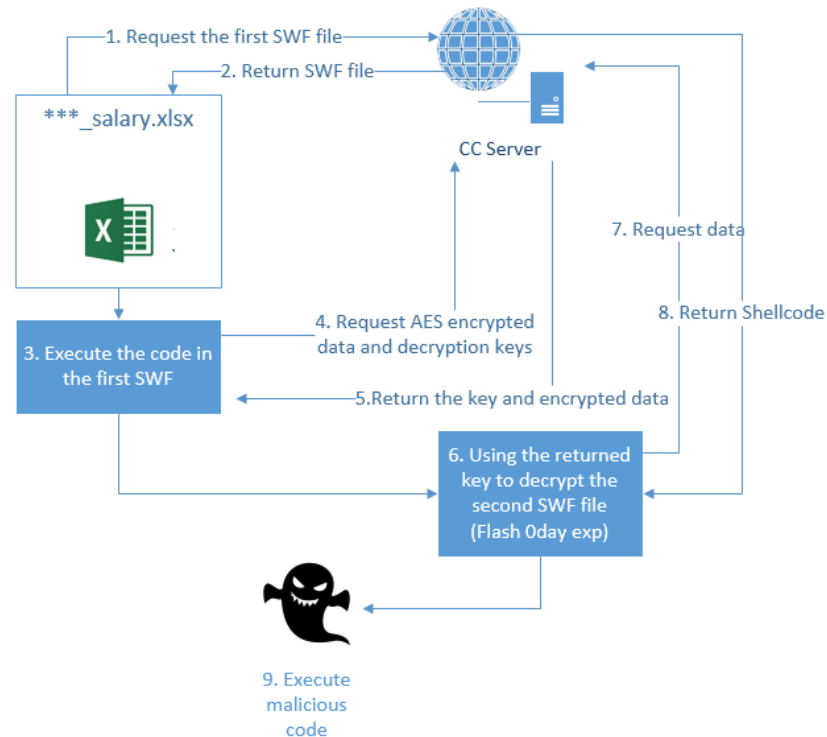 1. Request the first SWF file
2. Return SWF file
***_salary.xlsx
X
CC Server
7. Request data
8. Return Shellcode
3. Execute the code in
the first SWF
4. Request AES encrypted
data and decryption keys
5.Return the key and encrypted data
6. Using the returned
key to decrypt the
second SWF file
(Flash 0day exp)
9. Execute
malicious
code